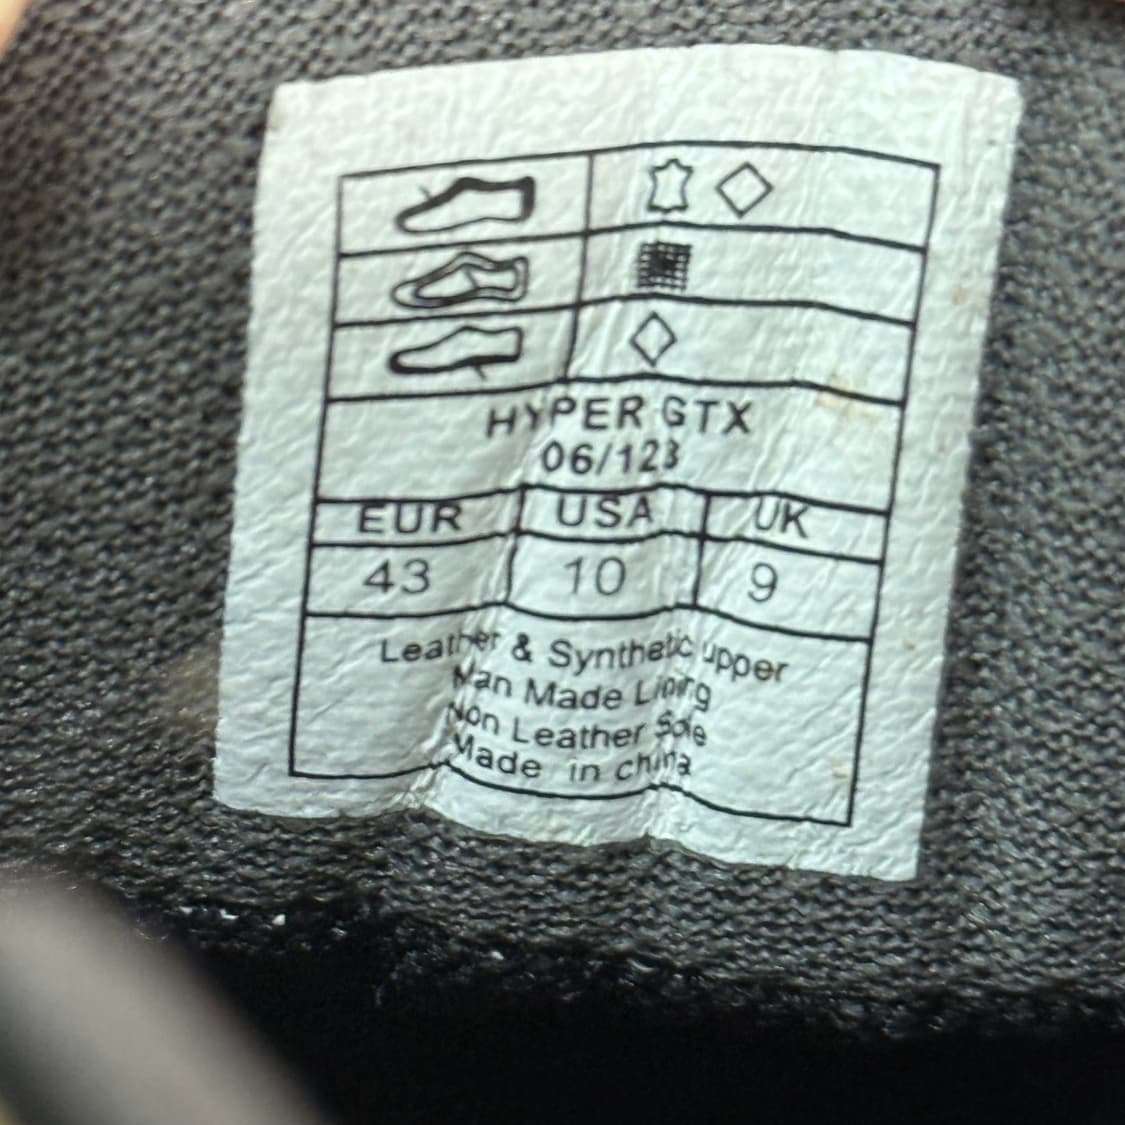 HYPER GTX
06/123
EUR USA UK
43 10 9
Leather & Synthetic upper
Man Made Lining
Non Leather Sole
Made in china